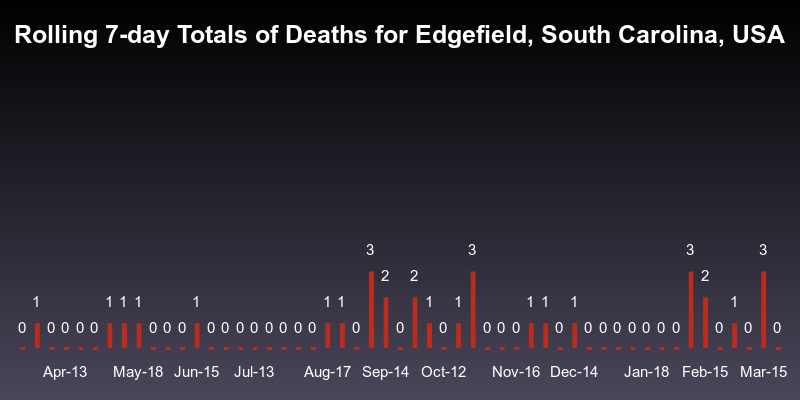 Rolling 7-day Totals of Deaths for Edgefield, South Carolina, USA
3 3 3 3
2 2 2
1 1 1 1 1 1 1 1 1 1 1 1 1
0 0 0 0 0 0 0 0 0 0 0 0 0 0 0 0 0 0 0 0 0 0 0 0 0 0 0 0 0 0 0 0 0
Apr-13 May-18 Jun-15 Jul-13 Aug-17 Sep-14 Oct-12 Nov-16 Dec-14 Jan-18 Feb-15 Mar-15